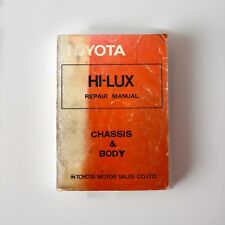 TOYOTA
HI-LUX
REPAIR MANUAL
CHASSIS
&
BODY
TOYOTA MOTOR SALES CO.,LTD.